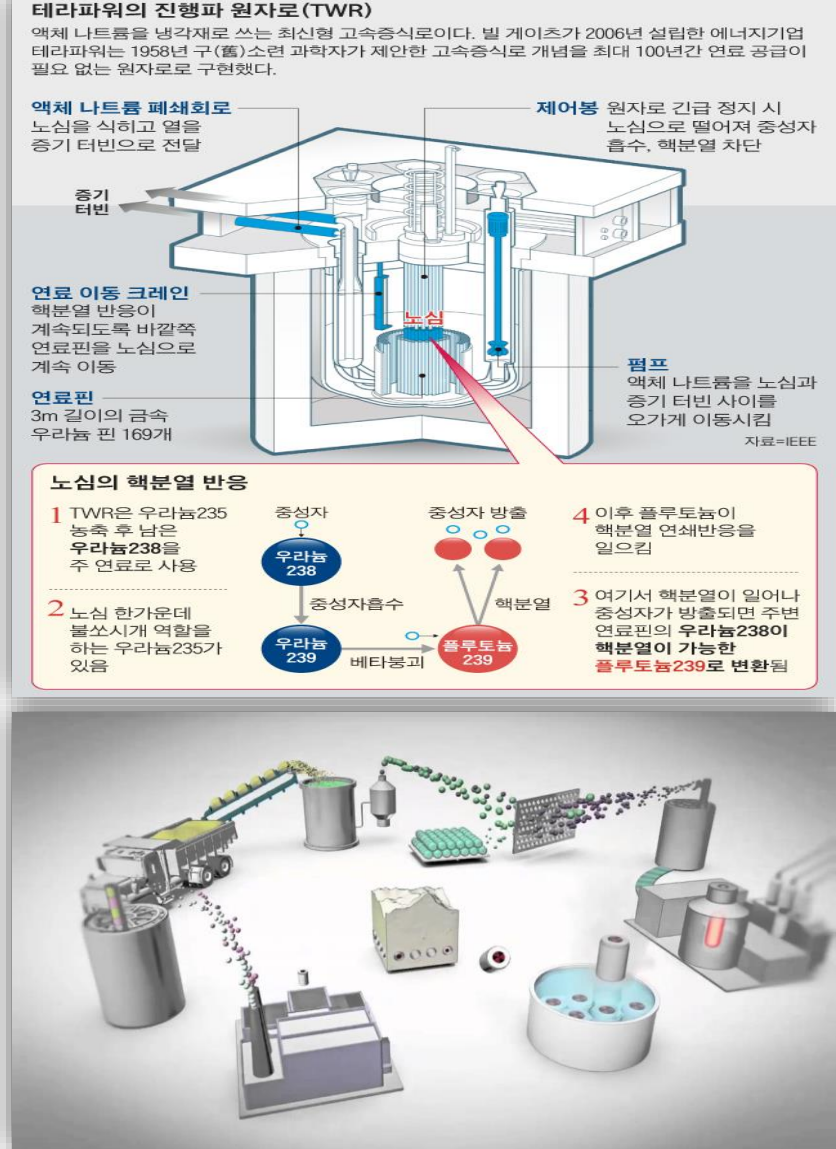 테라파워의 진행파 원자로(TWR)
액체 나트륨을 냉각재로 쓰는 최신형 고속증식로이다. 빌 게이츠가 2006년 설립한 에너지기업
테라파워는 1958년 구(舊)소련 과학자가 제안한 고속증식로 개념을 최대 100년간 연료 공급이
필요 없는 원자로로 구현했다.
액체 나트륨 폐쇄회로
노심을 식히고 열을
증기 터빈으로 전달
제어봉 원자로 긴급 정지 시
노심으로 떨어져 중성자
흡수, 핵분열 차단
증기
터빈
연료 이동 크레인
핵분열 반응이
계속되도록 바깥쪽
연료핀을 노심으로
계속 이동
노심
연료핀
3m 길이의 금속
우라늄 핀 169개
펌프
액체 나트륨을 노심과
증기 터빈 사이를
오가게 이동시킴
자료=IEEE
노심의 핵분열 반응
1 TWR은 우라늄235
농축 후 남은
우라늄238을
주 연료로 사용
2 노심 한가운데
불쏘시개 역할을
하는 우라늄235가
있음
중성자
우라늄
238
중성자흡수
우라늄
239
베타붕괴
중성자 방출
핵분열
플루토늄
239
4 이후 플루토늄이
핵분열 연쇄반응을
일으킴
3 여기서 핵분열이 일어나
중성자가 방출되면 주변
연료핀의 우라늄238이
핵분열이 가능한
플루토늄239로 변환됨